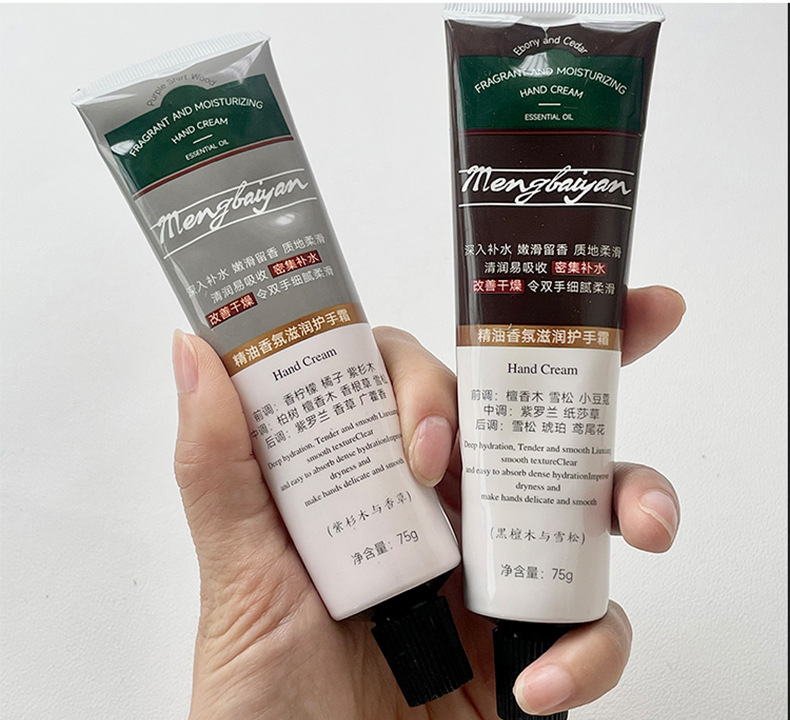 Purple Shirt Wood
FRAGRANT AND MOISTURIZING
HAND CREAM
ESSENTIAL OIL
Mengbaiyan
深入补水 嫩滑留香 质地柔滑
清润易吸收 密集补水
改善干燥 令双手细腻柔滑
精油香氛滋润护手霜
Hand Cream
前调：香柠檬 橘子 紫杉木
中调：柏树 檀香木 香根草 雪松
后调：紫罗兰 香草 广藿香
Deep hydration, Tender and smooth
smooth textureClear
and easy to absorb dense hydrationImprove
dryness and
make hands delicate and smooth
(紫杉木与香草)
净含量：75g
Ebony and Cedar
FRAGRANT AND MOISTURIZING
HAND CREAM
ESSENTIAL OIL
Mengbaiyan
深入补水 嫩滑留香 质地柔滑
清润易吸收 密集补水
改善干燥 令双手细腻柔滑
精油香氛滋润护手霜
Hand Cream
前调：檀香木 雪松 小豆蔻
中调：紫罗兰 纸莎草
后调：雪松 琥珀 鸢尾花
Deep hydration, Tender and smooth
smooth textureClear
and easy to absorb dense hydrationImprove
dryness and
make hands delicate and smooth
(黑檀木与雪松)
净含量：75g